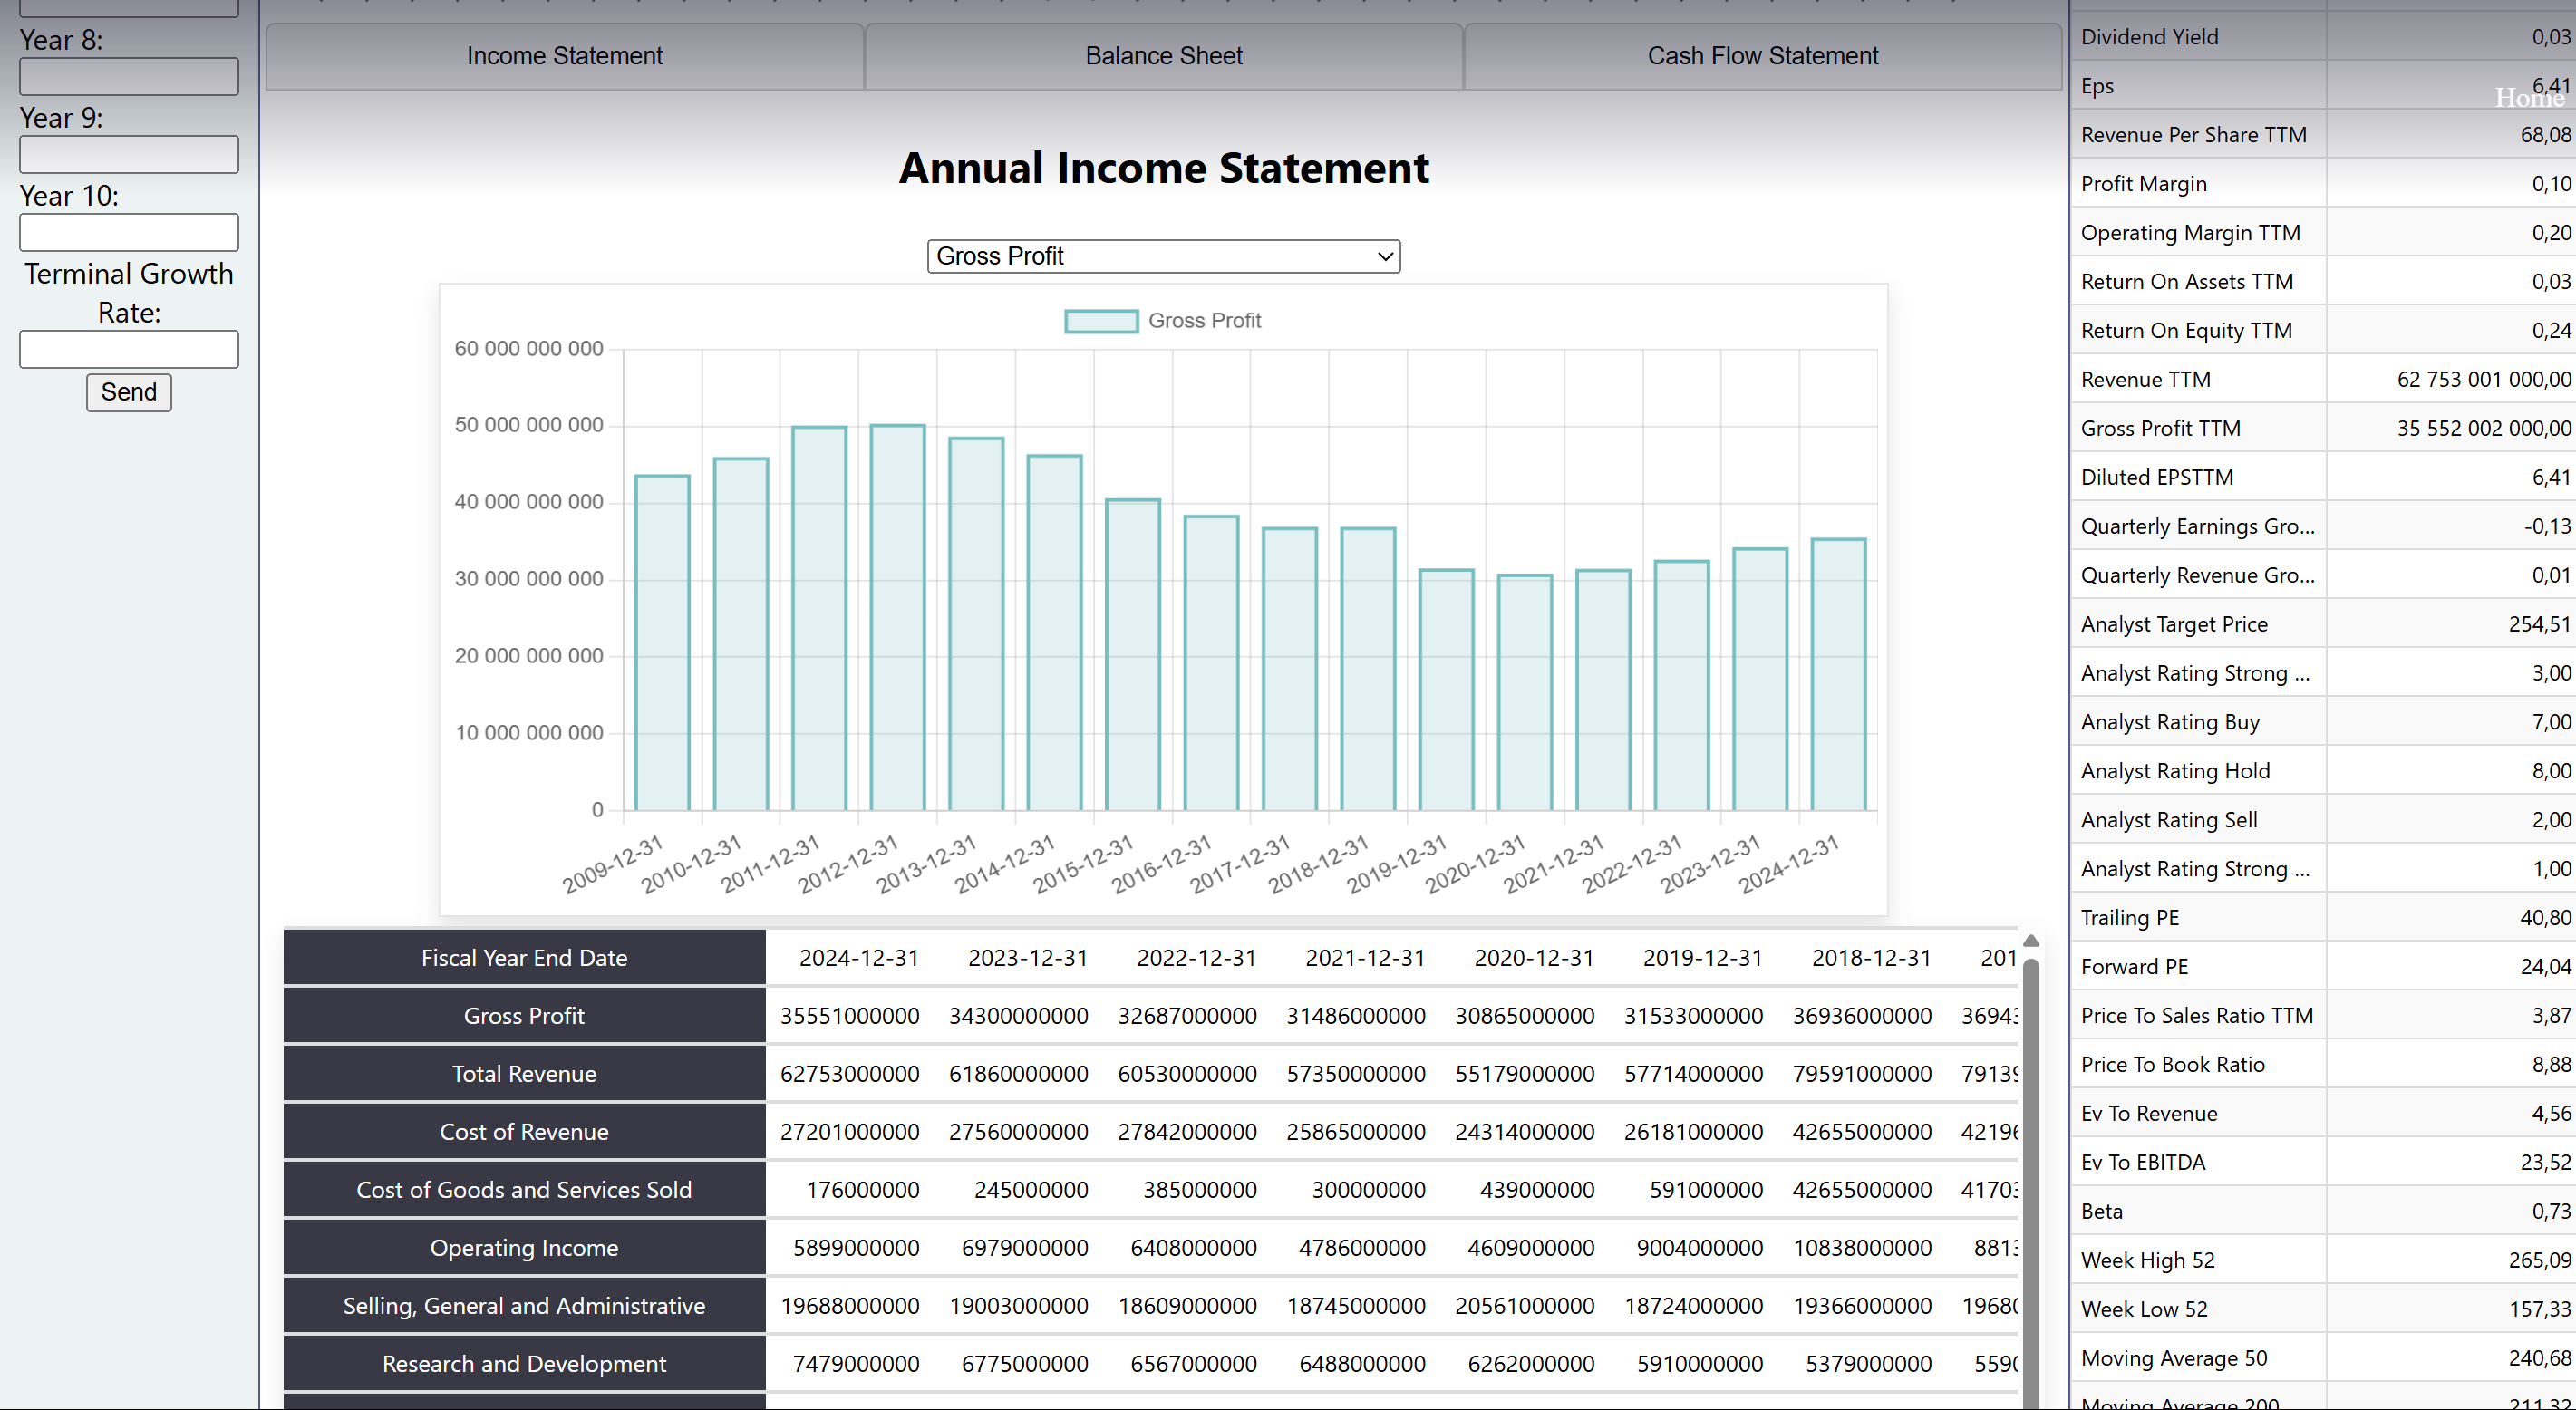 Year 8:
Year 9:
Year 10:
Terminal Growth
Rate:
Send
Income Statement
Balance Sheet
Cash Flow Statement
Annual Income Statement
Gross Profit
Gross Profit
60 000 000 000
50 000 000 000
40 000 000 000
30 000 000 000
20 000 000 000
10 000 000 000
0
2009-12-31
2010-12-31
2011-12-31
2012-12-31
2013-12-31
2014-12-31
2015-12-31
2016-12-31
2017-12-31
2018-12-31
2019-12-31
2020-12-31
2021-12-31
2022-12-31
2023-12-31
2024-12-31
Fiscal Year End Date 2024-12-31 2023-12-31 2022-12-31 2021-12-31 2020-12-31 2019-12-31 2018-12-31 201
Gross Profit 35551000000 34300000000 32687000000 31486000000 30865000000 31533000000 36936000000 36943
Total Revenue 62753000000 61860000000 60530000000 57350000000 55179000000 57714000000 79591000000 79139
Cost of Revenue 27201000000 27560000000 27842000000 25865000000 24314000000 26181000000 42655000000 42196
Cost of Goods and Services Sold 176000000 245000000 385000000 300000000 439000000 591000000 42655000000 41703
Operating Income 5899000000 6979000000 6408000000 4786000000 4609000000 9004000000 10838000000 8813
Selling, General and Administrative 19688000000 19003000000 18609000000 18745000000 20561000000 18724000000 19366000000 19680
Research and Development 7479000000 6775000000 6567000000 6488000000 6262000000 5910000000 5379000000 5590
Home
Dividend Yield 0,03
Eps 6,41
Revenue Per Share TTM 68,08
Profit Margin 0,10
Operating Margin TTM 0,20
Return On Assets TTM 0,03
Return On Equity TTM 0,24
Revenue TTM 62 753 001 000,00
Gross Profit TTM 35 552 002 000,00
Diluted EPSTTM 6,41
Quarterly Earnings Gro... -0,13
Quarterly Revenue Gro... 0,01
Analyst Target Price 254,51
Analyst Rating Strong ... 3,00
Analyst Rating Buy 7,00
Analyst Rating Hold 8,00
Analyst Rating Sell 2,00
Analyst Rating Strong ... 1,00
Trailing PE 40,80
Forward PE 24,04
Price To Sales Ratio TTM 3,87
Price To Book Ratio 8,88
Ev To Revenue 4,56
Ev To EBITDA 23,52
Beta 0,73
Week High 52 265,09
Week Low 52 157,33
Moving Average 50 240,68
Moving Average 200 211,32